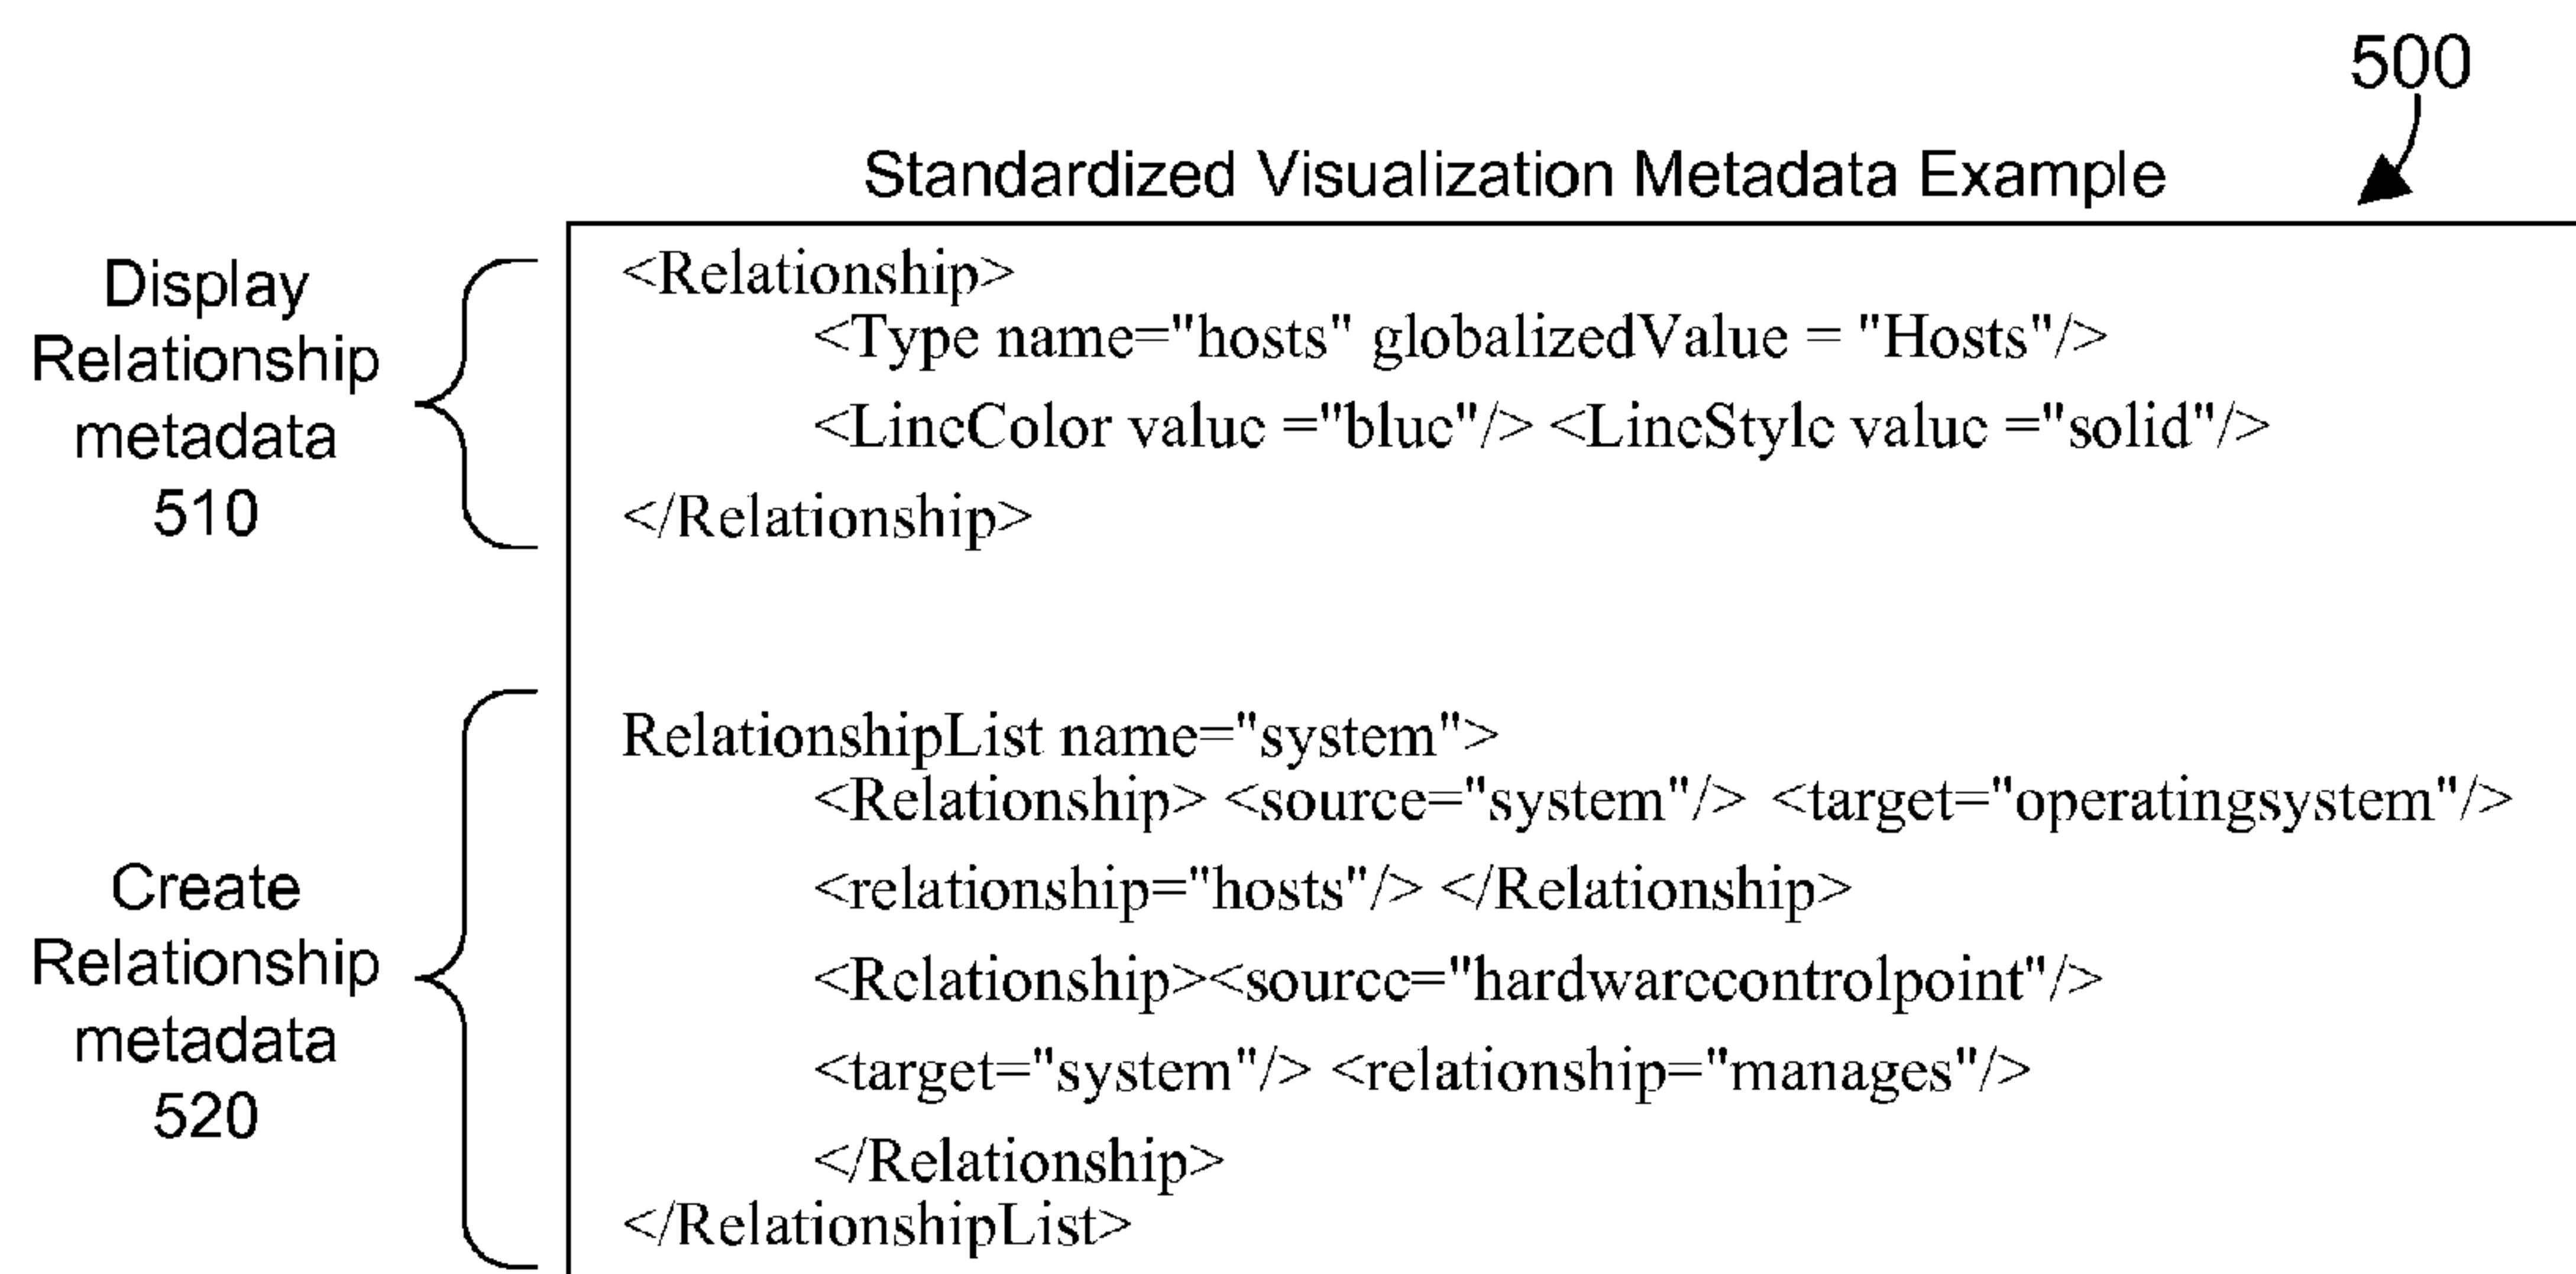 500
Standardized Visualization Metadata Example
Display
Relationship
metadata
510
<Relationship>
<Type name="hosts" globalizedValue = "Hosts"/>
<LineColor value ="blue"/> <LineStyle value ="solid"/>
</Relationship>
Create
Relationship
metadata
520
RelationshipList name="system">
<Relationship> <source="system"/> <target="operatingsystem"/>
<relationship="hosts"/> </Relationship>
<Relationship><source="hardwarecontrolpoint"/>
<target="system"/> <relationship="manages"/>
</Relationship>
</RelationshipList>